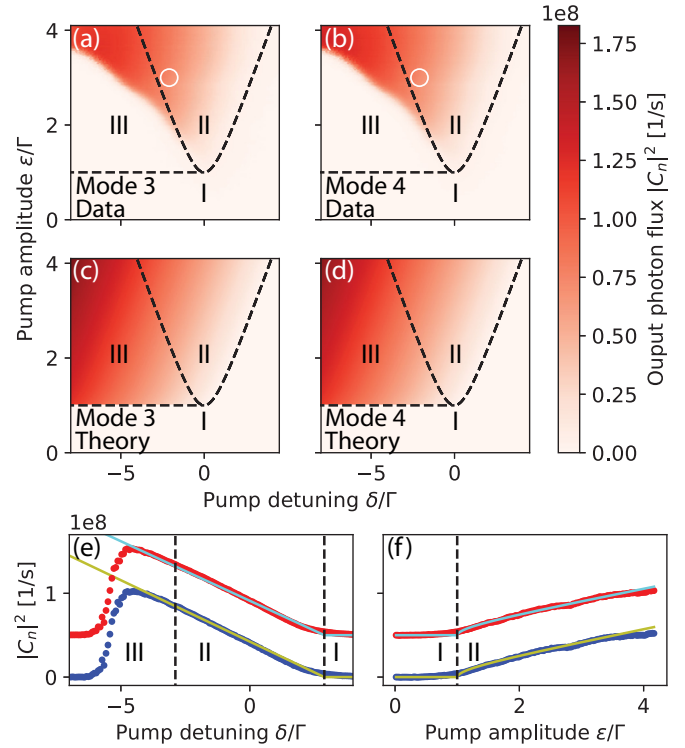 (a)
III
II
Mode 3
Data
I
4
2
0
(b)
III
II
Mode 4
Data
I
Pump amplitude ε/Γ
(c)
III
II
Mode 3
Theory
I
4
2
0
−5
0
(d)
III
II
Mode 4
Theory
I
−5
0
Pump detuning δ/Γ
1e8
1.75
1.50
1.25
1.00
0.75
0.50
0.25
0.00
Ouput photon flux |Cn|² [1/s]
1e8
(e)
III
II
I
1
0
|Cn|² [1/s]
−5
0
Pump detuning δ/Γ
(f)
I
II
0
2
4
Pump amplitude ε/Γ